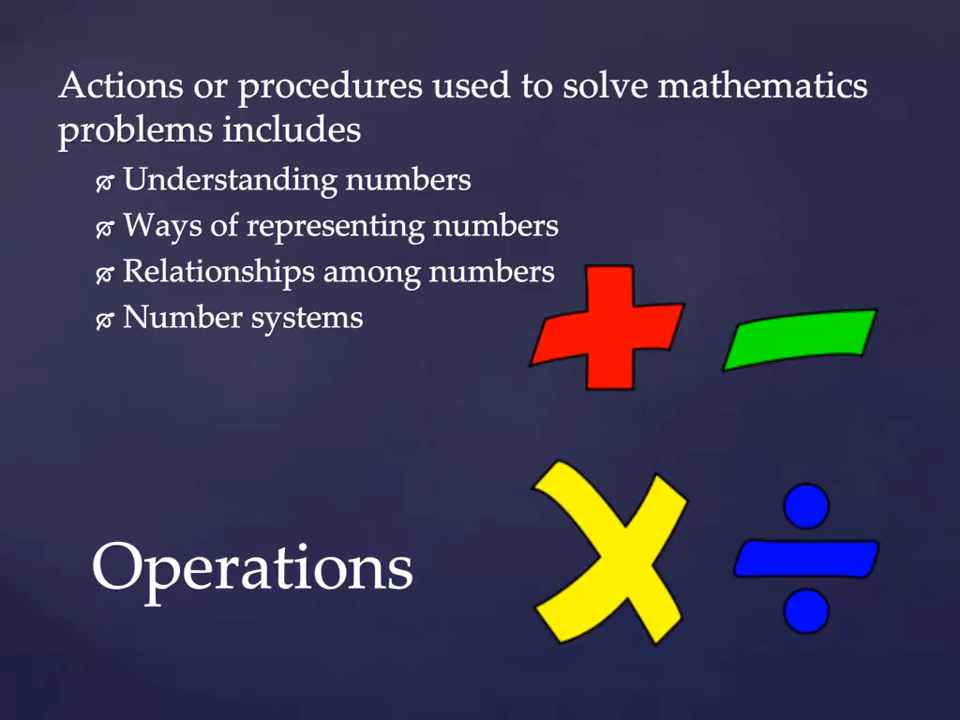 Actions or procedures used to solve mathematics
problems includes
Understanding numbers
Ways of representing numbers
Relationships among numbers
Number systems
+ −
Operations
× ÷